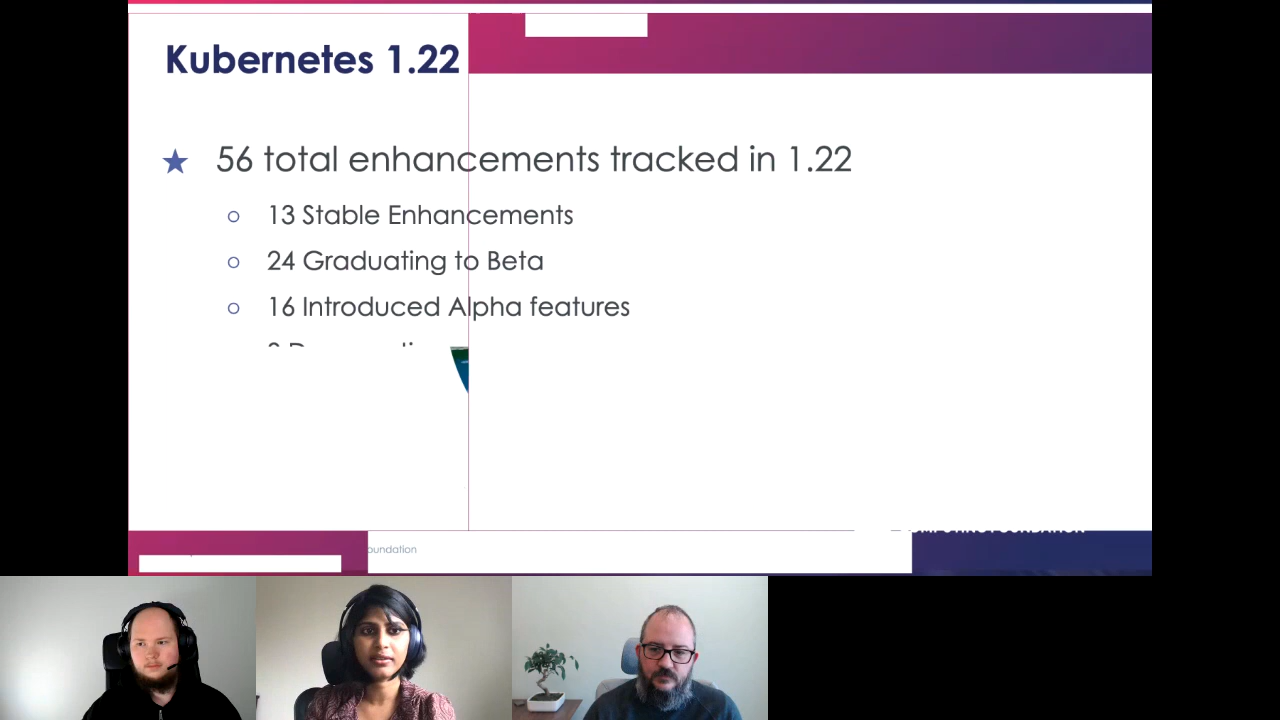 Kubernetes 1.22
★ 56 total enhancements tracked in 1.22
○ 13 Stable Enhancements
○ 24 Graduating to Beta
○ 16 Introduced Alpha features
oundation